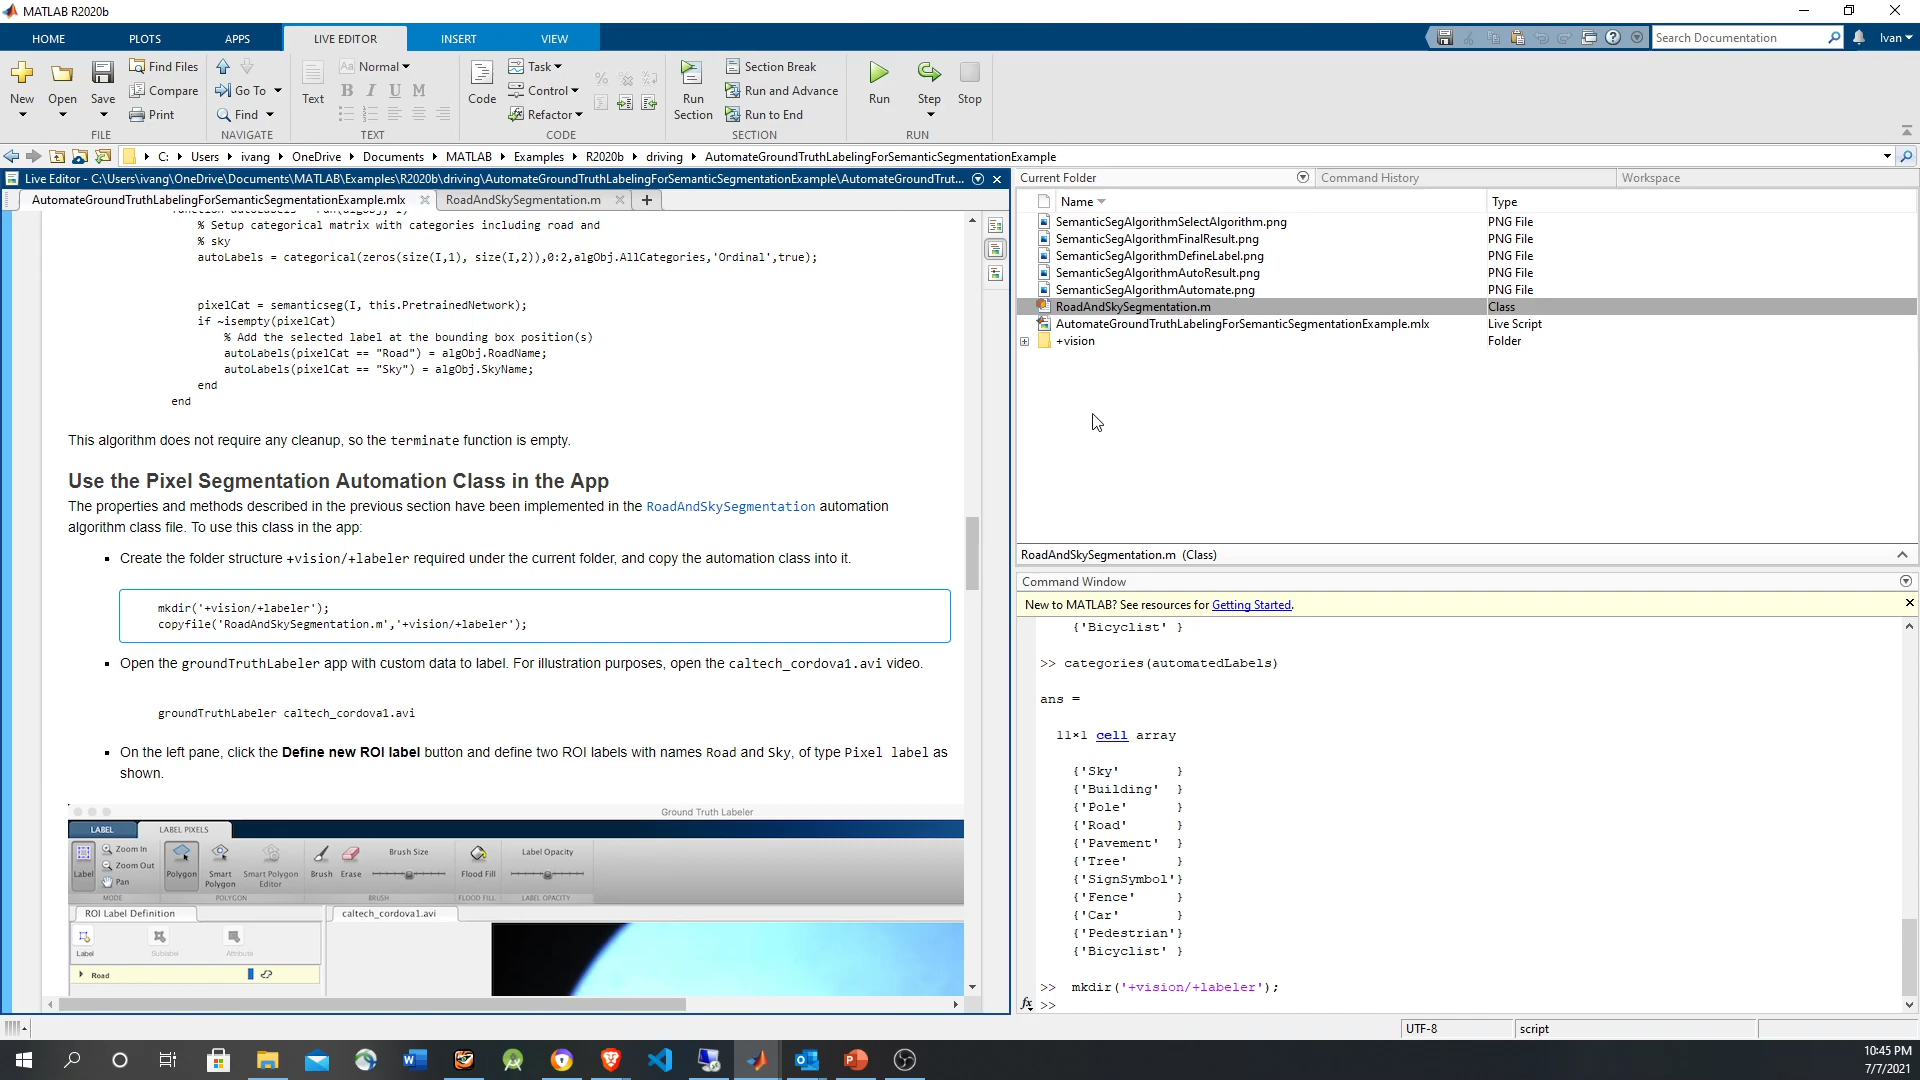 MATLAB R2020b
HOME PLOTS APPS LIVE EDITOR INSERT VIEW
Search Documentation
Ivan
New
Open
Save
Find Files
Compare
Print
FILE
Go To
Find
NAVIGATE
Text
Aa Normal
B I U M
TEXT
Code
Task
Control
Refactor
CODE
Run Section
Section Break
Run and Advance
Run to End
SECTION
Run
Step
Stop
RUN
C: Users ivang OneDrive Documents MATLAB Examples R2020b driving AutomateGroundTruthLabelingForSemanticSegmentationExample
Live Editor - C:\Users\ivang\OneDrive\Documents\MATLAB\Examples\R2020b\driving\AutomateGroundTruthLabelingForSemanticSegmentationExample\AutomateGroundTrut...
AutomateGroundTruthLabelingForSemanticSegmentationExample.mlx RoadAndSkySegmentation.m
% Setup categorical matrix with categories including road and
% sky
autoLabels = categorical(zeros(size(I,1), size(I,2)),0:2,algObj.AllCategories,'Ordinal',true);
pixelCat = semanticseg(I, this.PretrainedNetwork);
if ~isempty(pixelCat)
% Add the selected label at the bounding box position(s)
autoLabels(pixelCat == "Road") = algObj.RoadName;
autoLabels(pixelCat == "Sky") = algObj.SkyName;
end
end
This algorithm does not require any cleanup, so the terminate function is empty.
Use the Pixel Segmentation Automation Class in the App
The properties and methods described in the previous section have been implemented in the RoadAndSkySegmentation automation
algorithm class file. To use this class in the app:
Create the folder structure +vision/+labeler required under the current folder, and copy the automation class into it.
mkdir('+vision/+labeler');
copyfile('RoadAndSkySegmentation.m','+vision/+labeler');
Open the groundTruthLabeler app with custom data to label. For illustration purposes, open the caltech_cordova1.avi video.
groundTruthLabeler caltech_cordova1.avi
On the left pane, click the Define new ROI label button and define two ROI labels with names Road and Sky, of type Pixel label as
shown.
Ground Truth Labeler
LABEL LABEL PIXELS
Label
Zoom In
Zoom Out
Pan
MODE
Polygon
Smart Polygon
Smart Polygon Editor
POLYGON
Brush
Erase
Brush Size
BRUSH
Flood Fill
FLOOD FILL
Label Opacity
LABEL OPACITY
ROI Label Definition
caltech_cordova1.avi
Label Sublabel Attribute
Road
Current Folder Command History Workspace
Name Type
SemanticSegAlgorithmSelectAlgorithm.png PNG File
SemanticSegAlgorithmFinalResult.png PNG File
SemanticSegAlgorithmDefineLabel.png PNG File
SemanticSegAlgorithmAutoResult.png PNG File
SemanticSegAlgorithmAutomate.png PNG File
RoadAndSkySegmentation.m Class
AutomateGroundTruthLabelingForSemanticSegmentationExample.mlx Live Script
+vision Folder
RoadAndSkySegmentation.m (Class)
Command Window
New to MATLAB? See resources for Getting Started.
{'Bicyclist' }
>> categories(automatedLabels)
ans =
11×1 cell array
{'Sky' }
{'Building' }
{'Pole' }
{'Road' }
{'Pavement' }
{'Tree' }
{'SignSymbol'}
{'Fence' }
{'Car' }
{'Pedestrian'}
{'Bicyclist' }
>> mkdir('+vision/+labeler');
fx >>
UTF-8 script
10:45 PM
7/7/2021